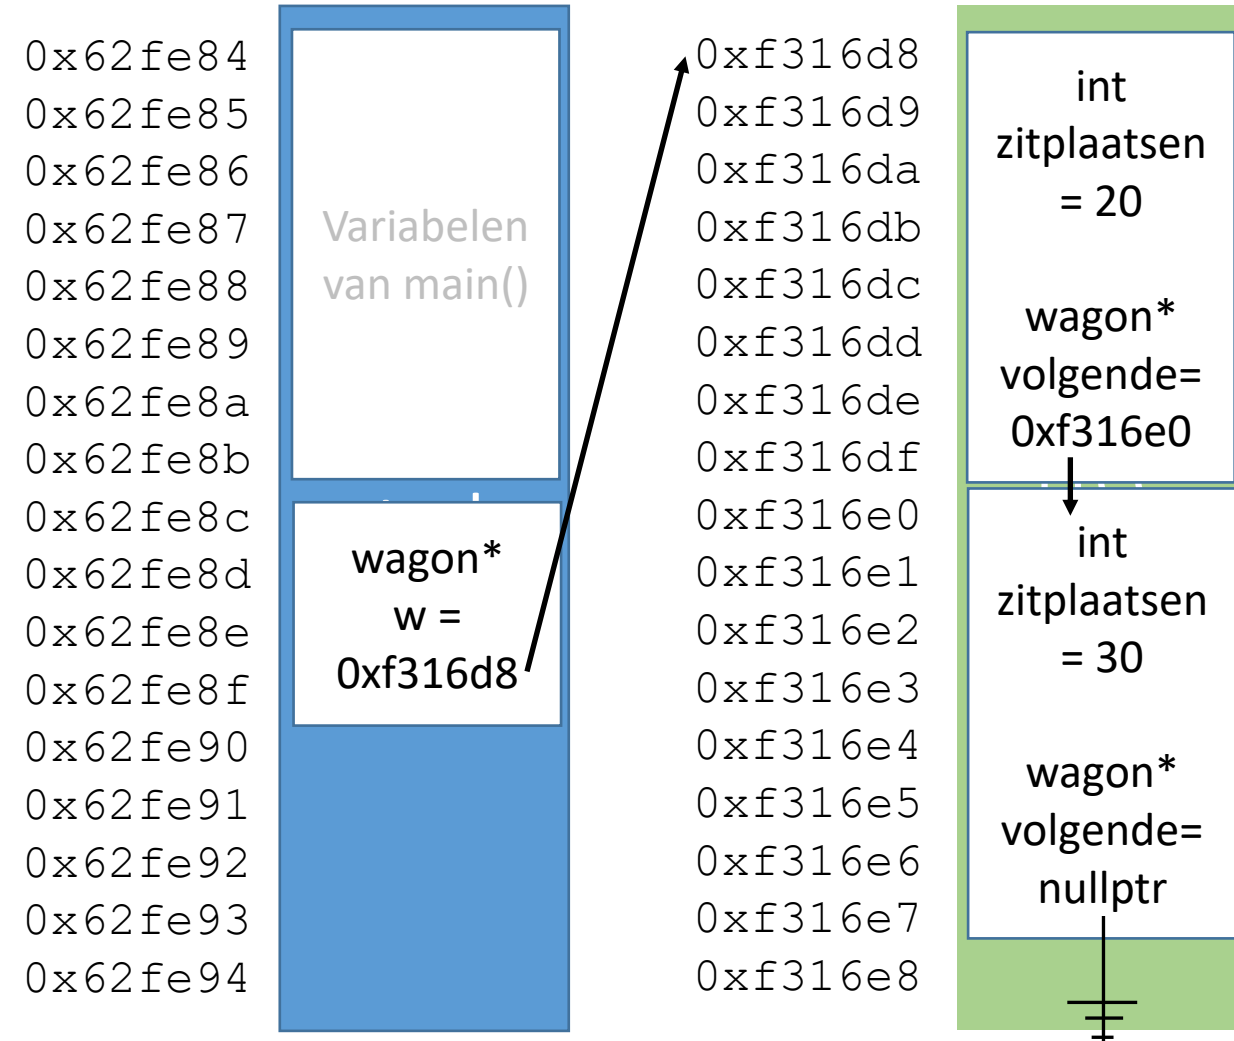 0x62fe84
0x62fe85
0x62fe86
0x62fe87
0x62fe88
0x62fe89
0x62fe8a
0x62fe8b
0x62fe8c
0x62fe8d
0x62fe8e
0x62fe8f
0x62fe90
0x62fe91
0x62fe92
0x62fe93
0x62fe94
Variabelen
van main()
wagon*
w =
0xf316d8
0xf316d8
0xf316d9
0xf316da
0xf316db
0xf316dc
0xf316dd
0xf316de
0xf316df
0xf316e0
0xf316e1
0xf316e2
0xf316e3
0xf316e4
0xf316e5
0xf316e6
0xf316e7
0xf316e8
int
zitplaatsen
= 20
wagon*
volgende=
0xf316e0
int
zitplaatsen
= 30
wagon*
volgende=
nullptr